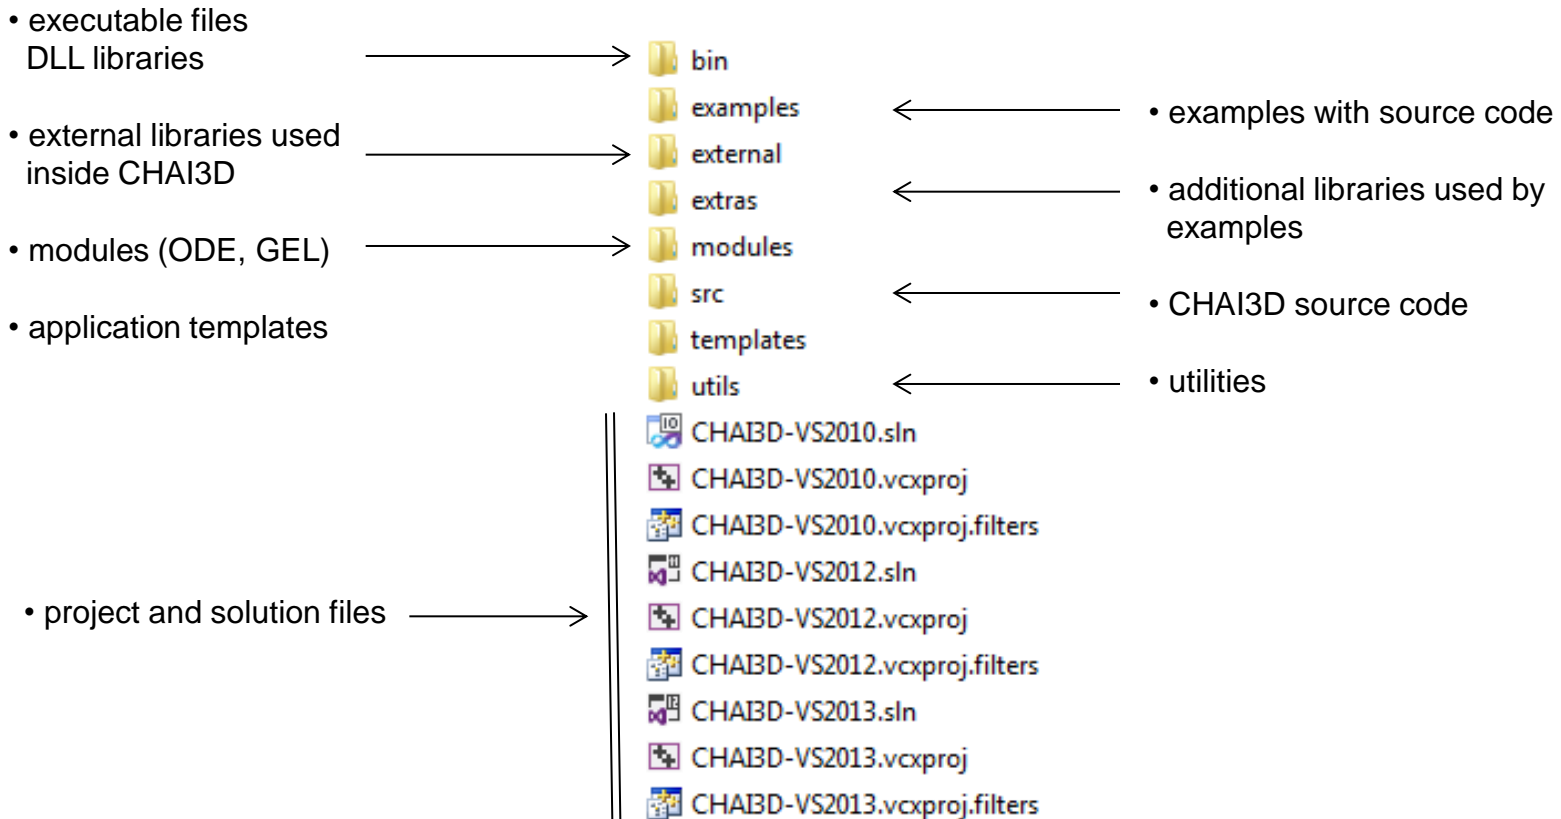 • executable files
DLL libraries
• external libraries used
inside CHAI3D
• modules (ODE, GEL)
• application templates
• project and solution files
bin
examples
external
extras
modules
src
templates
utils
CHAI3D-VS2010.sln
CHAI3D-VS2010.vcxproj
CHAI3D-VS2010.vcxproj.filters
CHAI3D-VS2012.sln
CHAI3D-VS2012.vcxproj
CHAI3D-VS2012.vcxproj.filters
CHAI3D-VS2013.sln
CHAI3D-VS2013.vcxproj
CHAI3D-VS2013.vcxproj.filters
• examples with source code
• additional libraries used by
examples
• CHAI3D source code
• utilities